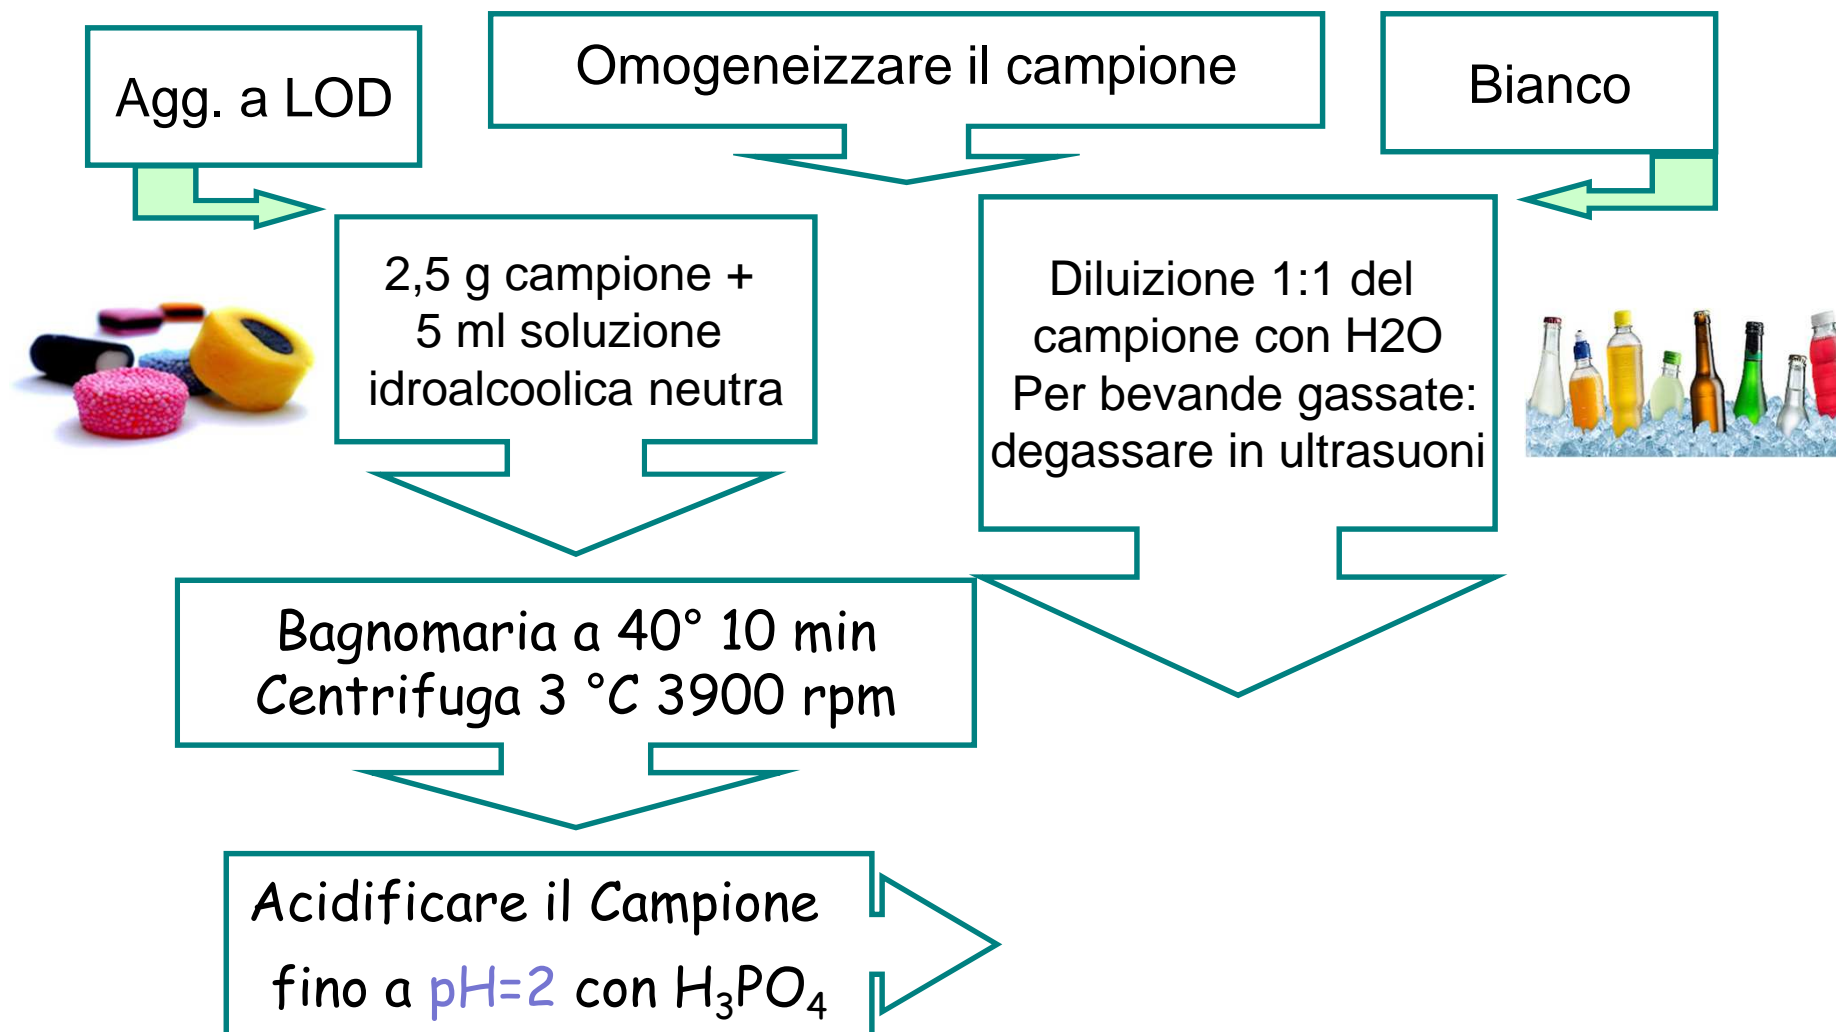 Agg. a LOD
Omogeneizzare il campione
Bianco
2,5 g campione +
5 ml soluzione
idroalcoolica neutra
Diluizione 1:1 del
campione con H2O
Per bevande gassate:
degassare in ultrasuoni
Bagnomaria a 40° 10 min
Centrifuga 3 °C 3900 rpm
Acidificare il Campione
fino a pH=2 con H₃PO₄